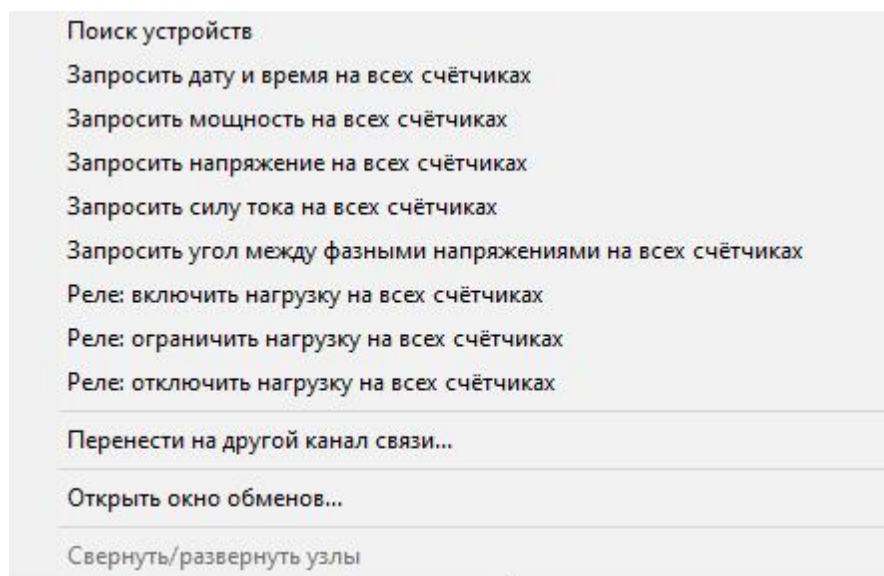 Поиск устройств
Запросить дату и время на всех счётчиках
Запросить мощность на всех счётчиках
Запросить напряжение на всех счётчиках
Запросить силу тока на всех счётчиках
Запросить угол между фазными напряжениями на всех счётчиках
Реле: включить нагрузку на всех счётчиках
Реле: ограничить нагрузку на всех счётчиках
Реле: отключить нагрузку на всех счётчиках
Перенести на другой канал связи...
Открыть окно обменов...
Свернуть/развернуть узлы